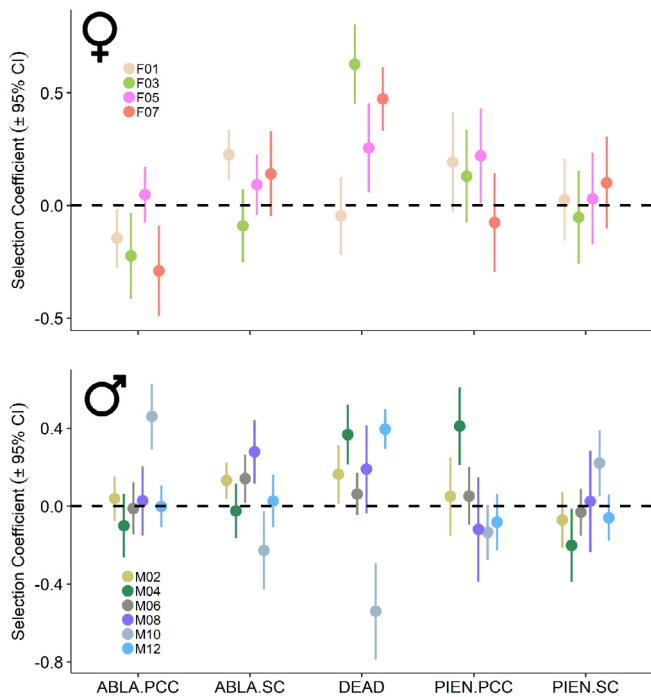 ♀
Selection Coefficient (± 95% CI)
0.5
0.0
-0.5
F01
F03
F05
F07
♂
Selection Coefficient (± 95% CI)
0.4
0.0
-0.4
-0.8
M02
M04
M06
M08
M10
M12
ABLA.PCC ABLA.SC DEAD PIEN.PCC PIEN.SC